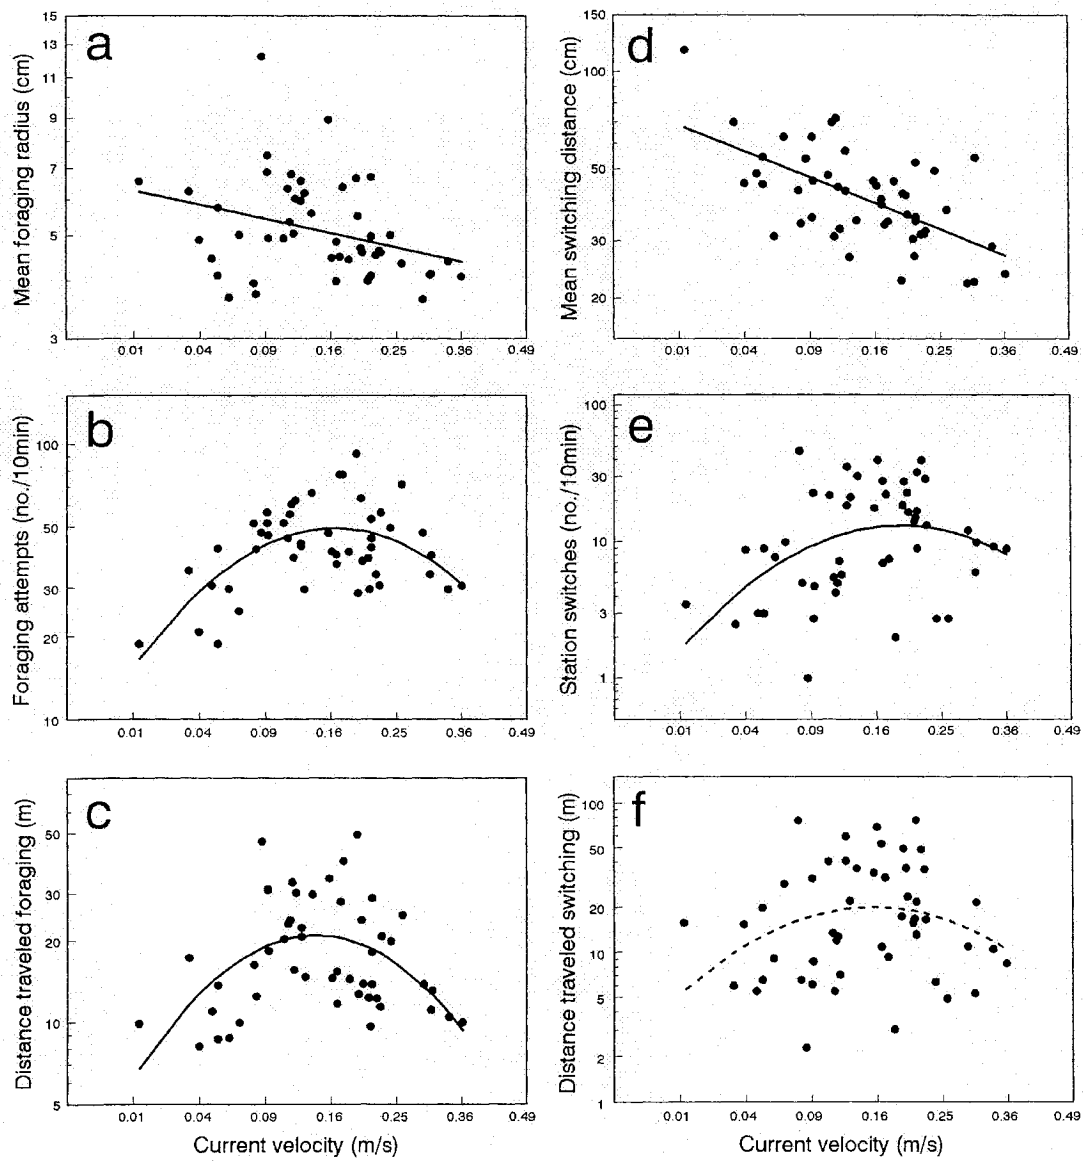 a
Mean foraging radius (cm)
15
13
11
9
7
5
3
0.01 0.04 0.09 0.16 0.25 0.36 0.49
d
Mean switching distance (cm)
150
100
70
50
30
20
0.01 0.04 0.09 0.16 0.25 0.36 0.49
b
Foraging attempts (no./10min)
100
50
30
20
10
0.01 0.04 0.09 0.16 0.25 0.36 0.49
e
Station switches (no./10min)
100
30
10
3
1
0.01 0.04 0.09 0.16 0.25 0.36 0.49
c
Distance traveled foraging (m)
50
30
20
10
5
0.01 0.04 0.09 0.16 0.25 0.36 0.49
Current velocity (m/s)
f
Distance traveled switching (m)
100
50
20
10
5
2
1
0.01 0.04 0.09 0.16 0.25 0.36 0.49
Current velocity (m/s)